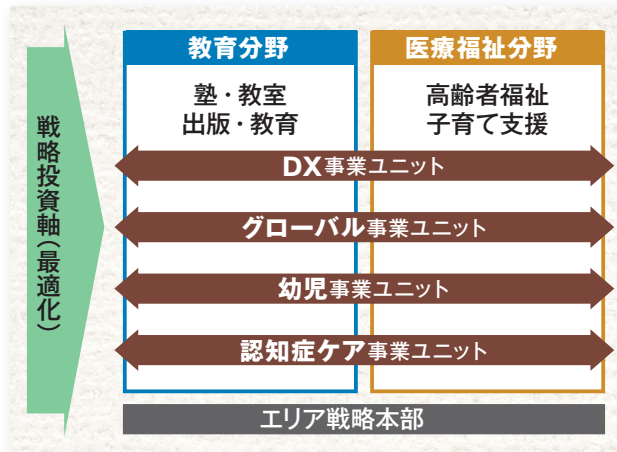 戦略投資軸(最適化)
教育分野
塾・教室
出版・教育
医療福祉分野
高齢者福祉
子育て支援
DX事業ユニット
グローバル事業ユニット
幼児事業ユニット
認知症ケア事業ユニット
エリア戦略本部